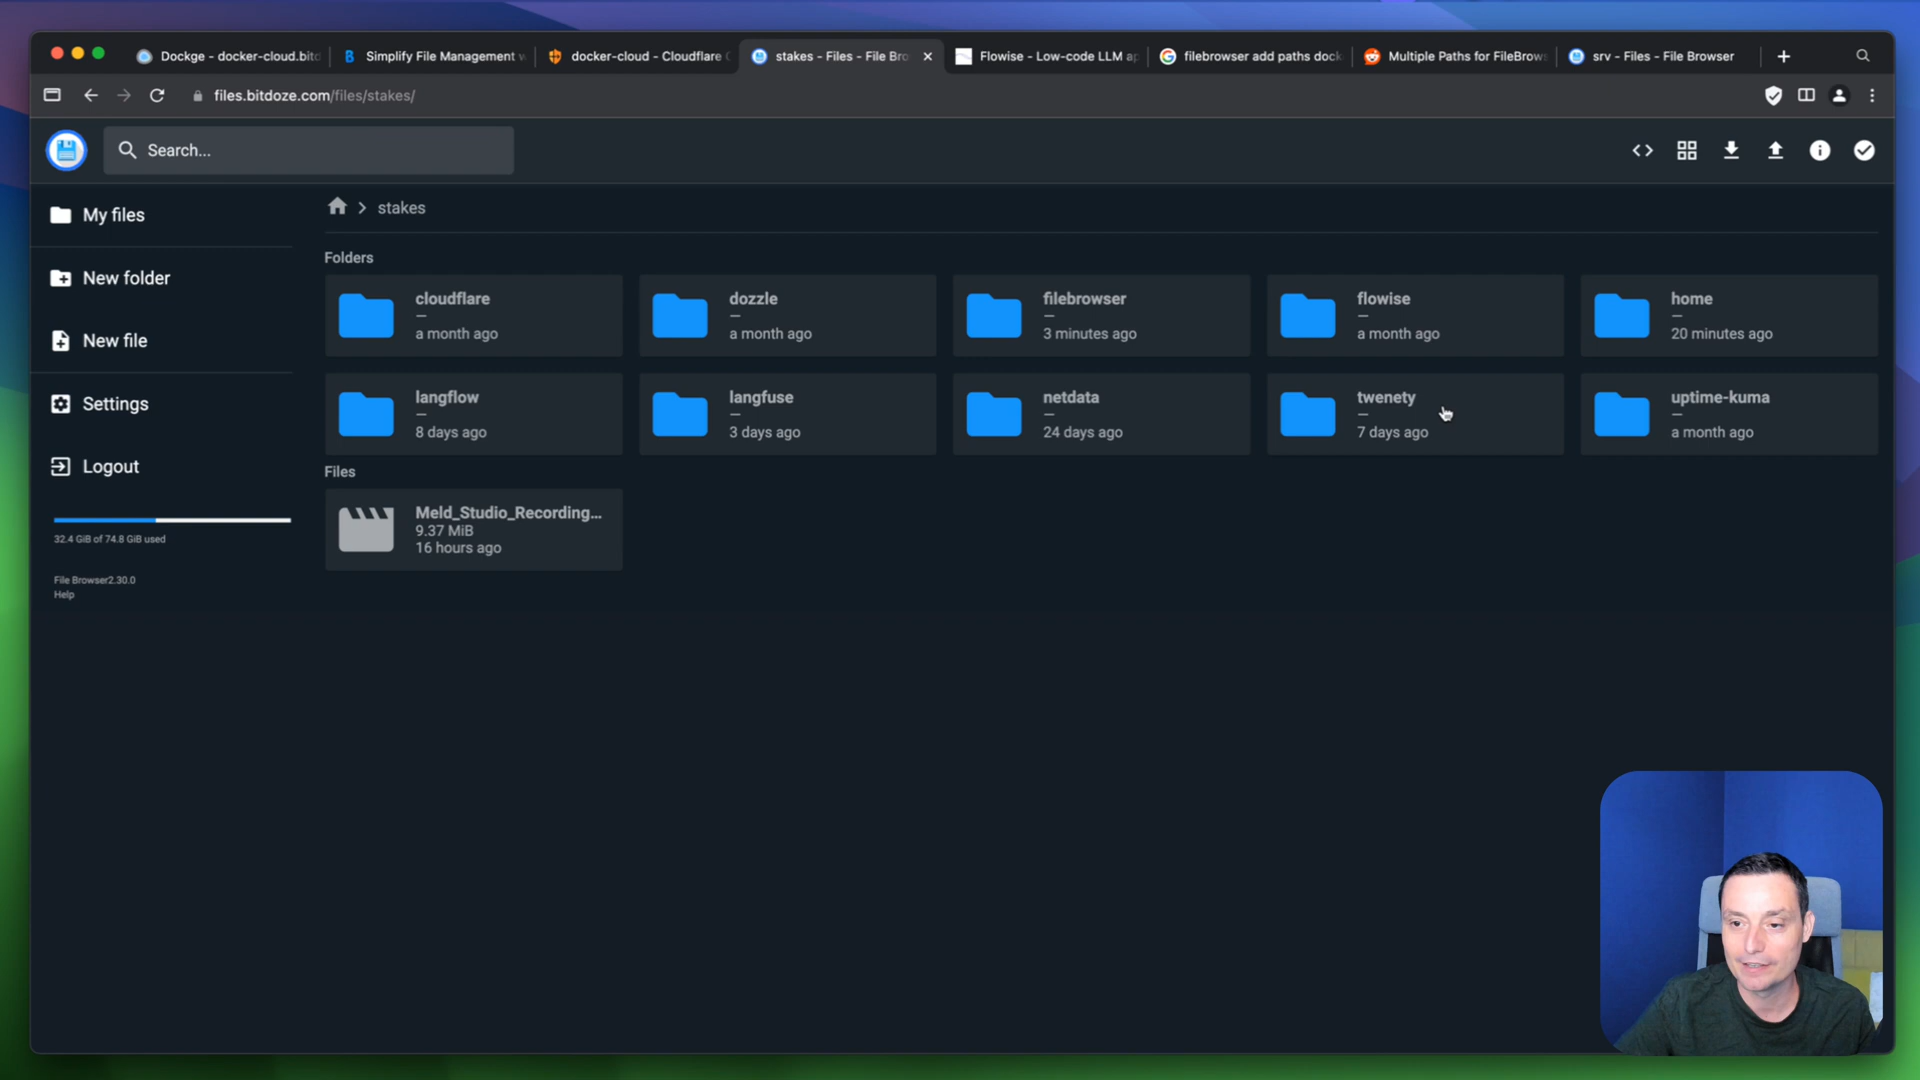 Dockge - docker-cloud.bitd
Simplify File Management w
docker-cloud - Cloudflare
stakes - Files - File Bro
Flowise - Low-code LLM ap
filebrowser add paths dock
Multiple Paths for FileBrows
srv - Files - File Browser
files.bitdoze.com/files/stakes/
Search...
My files
New folder
New file
Settings
Logout
32.4 GiB of 74.8 GiB used
File Browser2.30.0
Help
stakes
Folders
cloudflare
—
a month ago
dozzle
—
a month ago
filebrowser
—
3 minutes ago
flowise
—
a month ago
home
—
20 minutes ago
langflow
—
8 days ago
langfuse
—
3 days ago
netdata
—
24 days ago
twenety
—
7 days ago
uptime-kuma
—
a month ago
Files
Meld_Studio_Recording...
9.37 MiB
16 hours ago